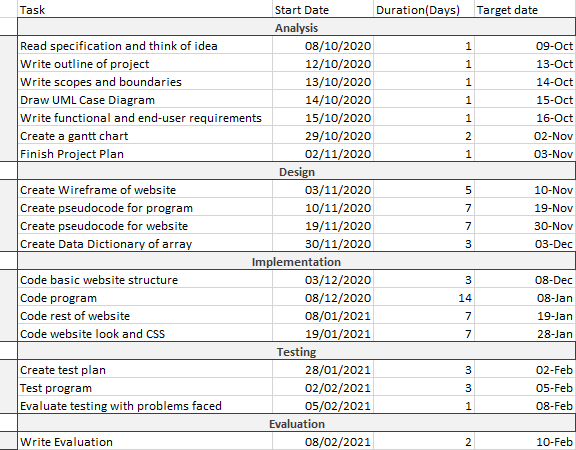 Task Start Date Duration(Days) Target date
Analysis
Read specification and think of idea 08/10/2020 1 09-Oct
Write outline of project 12/10/2020 1 13-Oct
Write scopes and boundaries 13/10/2020 1 14-Oct
Draw UML Case Diagram 14/10/2020 1 15-Oct
Write functional and end-user requirements 15/10/2020 1 16-Oct
Create a gantt chart 29/10/2020 2 02-Nov
Finish Project Plan 02/11/2020 1 03-Nov
Design
Create Wireframe of website 03/11/2020 5 10-Nov
Create pseudocode for program 10/11/2020 7 19-Nov
Create pseudocode for website 19/11/2020 7 30-Nov
Create Data Dictionary of array 30/11/2020 3 03-Dec
Implementation
Code basic website structure 03/12/2020 3 08-Dec
Code program 08/12/2020 14 08-Jan
Code rest of website 08/01/2021 7 19-Jan
Code website look and CSS 19/01/2021 7 28-Jan
Testing
Create test plan 28/01/2021 3 02-Feb
Test program 02/02/2021 3 05-Feb
Evaluate testing with problems faced 05/02/2021 1 08-Feb
Evaluation
Write Evaluation 08/02/2021 2 10-Feb